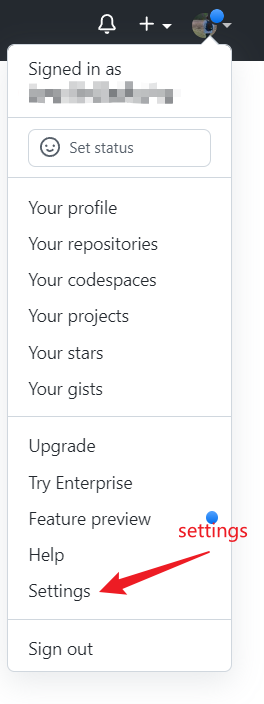 Signed in as
Set status
Your profile
Your repositories
Your codespaces
Your projects
Your stars
Your gists
Upgrade
Try Enterprise
Feature preview
settings
Help
Settings
Sign out